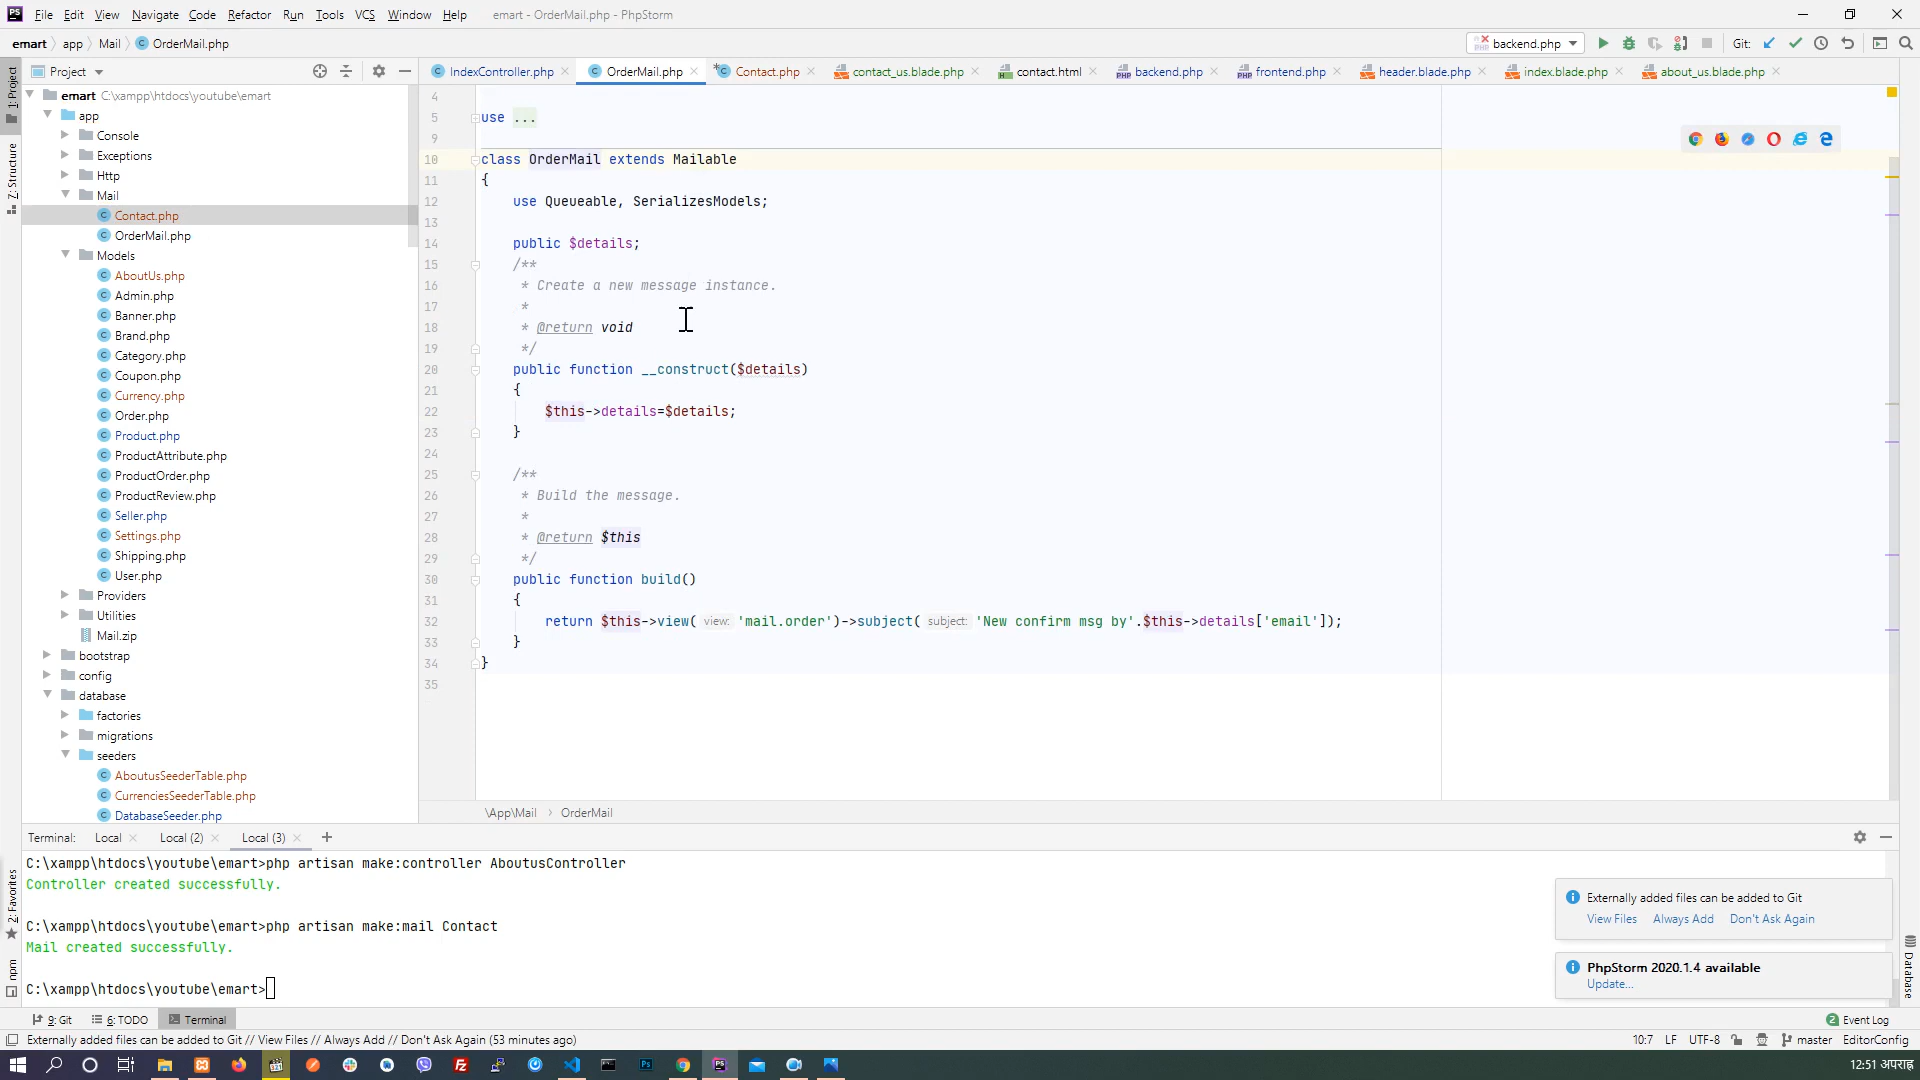 File Edit View Navigate Code Refactor Run Tools VCS Window Help emart - OrderMail.php - PhpStorm
emart app Mail OrderMail.php backend.php Git:
Project IndexController.php OrderMail.php Contact.php contact_us.blade.php contact.html backend.php frontend.php header.blade.php index.blade.php about_us.blade.php
1: Project
Z: Structure
2: Favorites
npm
Database
emart C:\xampp\htdocs\youtube\emart
app
Console
Exceptions
Http
Mail
Contact.php
OrderMail.php
Models
AboutUs.php
Admin.php
Banner.php
Brand.php
Category.php
Coupon.php
Currency.php
Order.php
Product.php
ProductAttribute.php
ProductOrder.php
ProductReview.php
Seller.php
Settings.php
Shipping.php
User.php
Providers
Utilities
Mail.zip
bootstrap
config
database
factories
migrations
seeders
AboutusSeederTable.php
CurrenciesSeederTable.php
DatabaseSeeder.php
4
5 use ...
9
10 class OrderMail extends Mailable
11 {
12 use Queueable, SerializesModels;
13
14 public $details;
15 /**
16 * Create a new message instance.
17 *
18 * @return void
19 */
20 public function __construct($details)
21 {
22 $this->details=$details;
23 }
24
25 /**
26 * Build the message.
27 *
28 * @return $this
29 */
30 public function build()
31 {
32 return $this->view( view: 'mail.order')->subject( subject: 'New confirm msg by'.$this->details['email']);
33 }
34 }
35
\App\Mail OrderMail
Terminal: Local Local (2) Local (3)
C:\xampp\htdocs\youtube\emart>php artisan make:controller AboutusController
Controller created successfully.
C:\xampp\htdocs\youtube\emart>php artisan make:mail Contact
Mail created successfully.
C:\xampp\htdocs\youtube\emart>
Externally added files can be added to Git
View Files Always Add Don't Ask Again
PhpStorm 2020.1.4 available
Update...
9: Git 6: TODO Terminal 2 Event Log
Externally added files can be added to Git // View Files // Always Add // Don't Ask Again (53 minutes ago) 10:7 LF UTF-8 master EditorConfig
12:51 अपराह्न